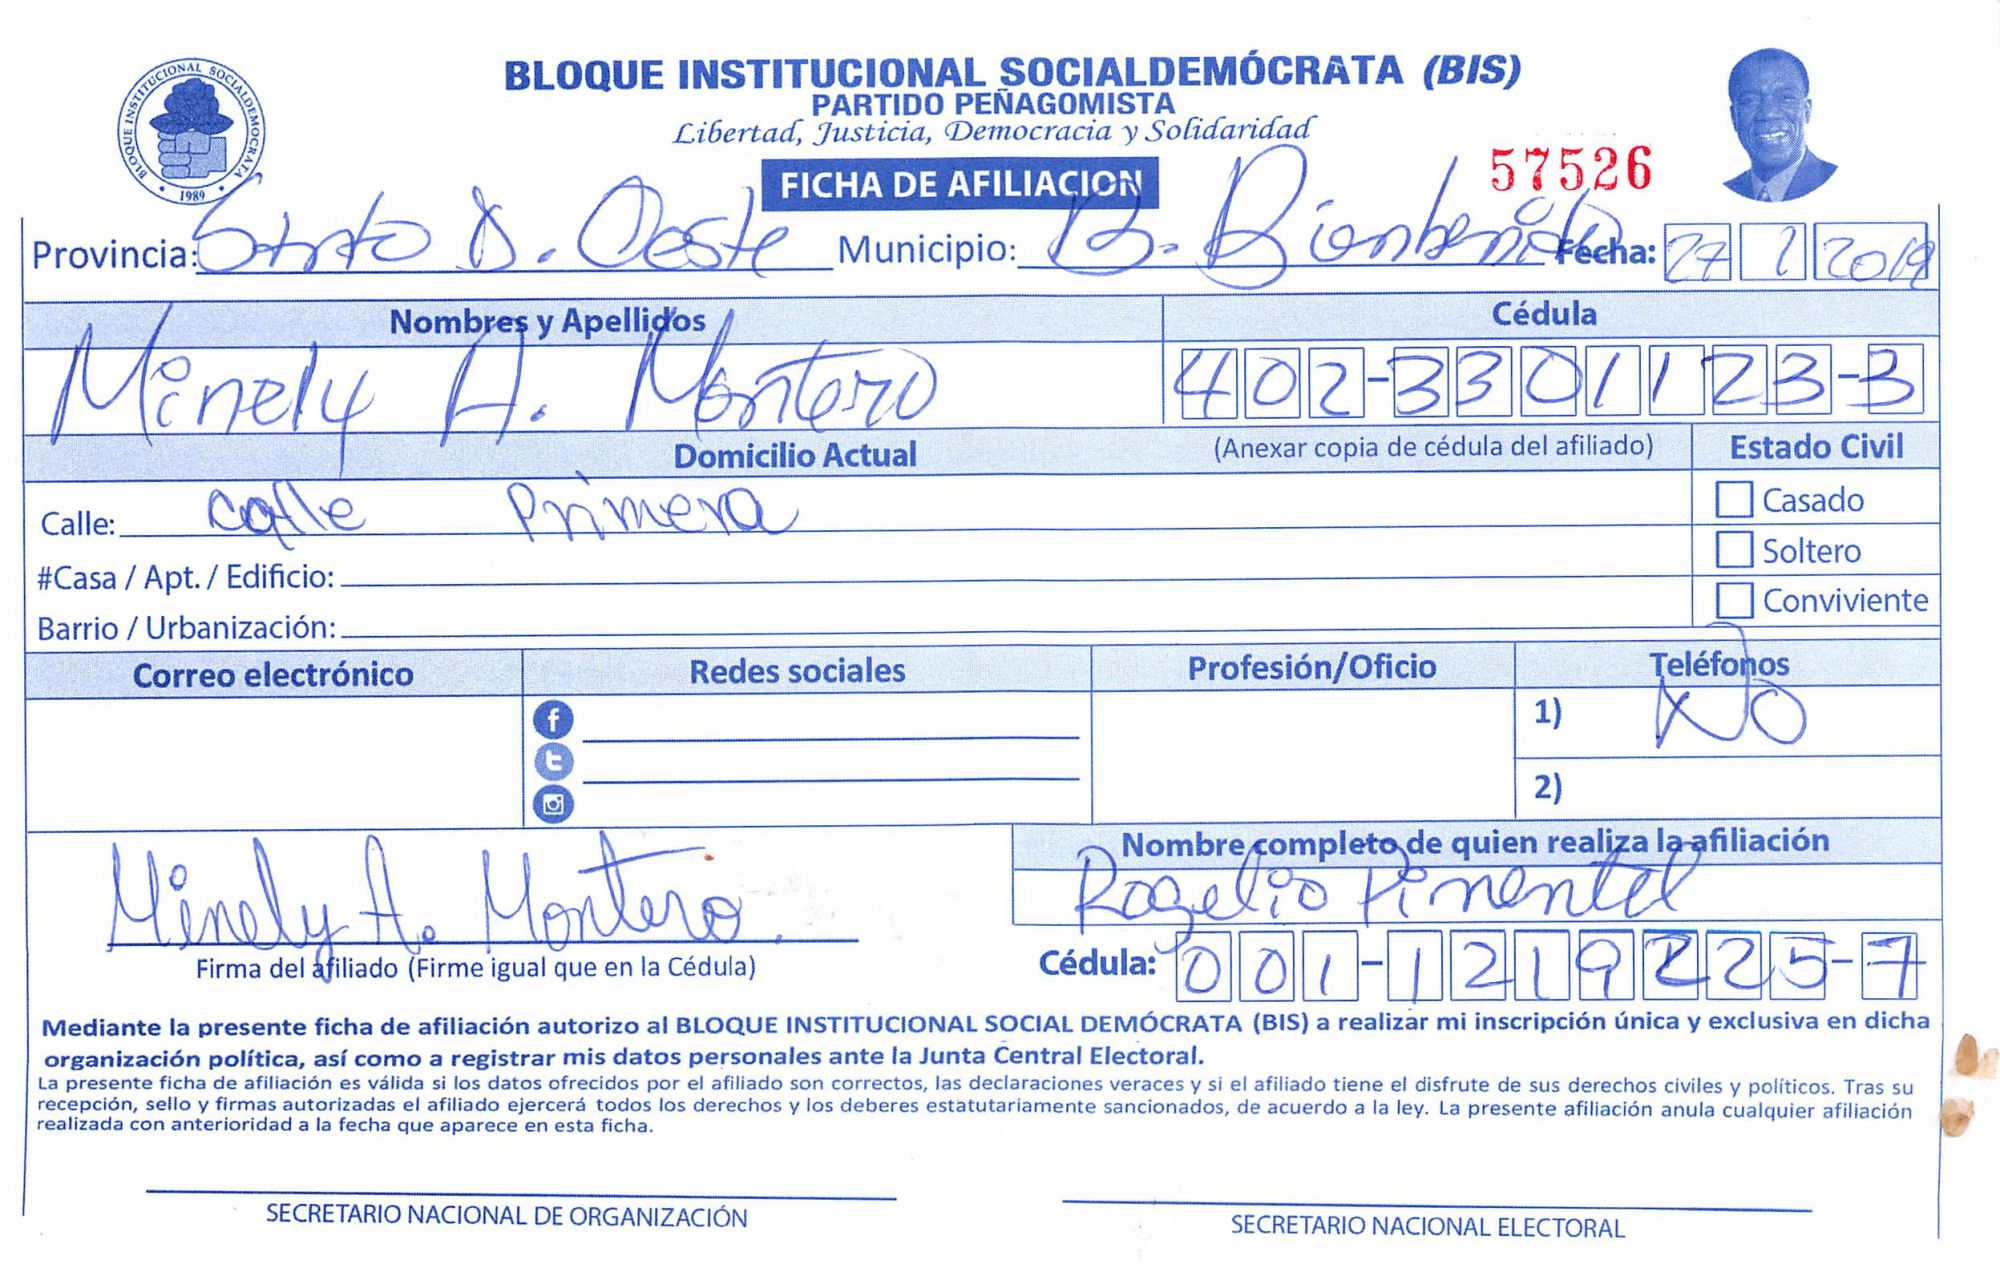 BLOQUE INSTITUCIONAL SOCIALDEMÓCRATA
1989
BLOQUE INSTITUCIONAL SOCIALDEMÓCRATA (BIS)
PARTIDO PEÑAGOMISTA
Libertad, Justicia, Democracia y Solidaridad
57526
FICHA DE AFILIACION
Provincia: Santo D. Oeste Municipio: B. Bienbenido Fecha: 27 1 2019
Nombres y Apellidos Cédula
Minely A. Montero 402-3301123-3
Domicilio Actual (Anexar copia de cédula del afiliado) Estado Civil
Calle: calle Primera
Casado
#Casa / Apt. / Edificio:
Soltero
Barrio / Urbanización:
Conviviente
Correo electrónico Redes sociales Profesión/Oficio Teléfonos
1) No
2)
Nombre completo de quien realiza la afiliación
Minely A. Montero. Rogelio Pimentel
Firma del afiliado (Firme igual que en la Cédula) Cédula: 001-1219225-7
Mediante la presente ficha de afiliación autorizo al BLOQUE INSTITUCIONAL SOCIAL DEMÓCRATA (BIS) a realizar mi inscripción única y exclusiva en dicha
organización política, así como a registrar mis datos personales ante la Junta Central Electoral.
La presente ficha de afiliación es válida si los datos ofrecidos por el afiliado son correctos, las declaraciones veraces y si el afiliado tiene el disfrute de sus derechos civiles y políticos. Tras su
recepción, sello y firmas autorizadas el afiliado ejercerá todos los derechos y los deberes estatutariamente sancionados, de acuerdo a la ley. La presente afiliación anula cualquier afiliación
realizada con anterioridad a la fecha que aparece en esta ficha.
SECRETARIO NACIONAL DE ORGANIZACIÓN SECRETARIO NACIONAL ELECTORAL